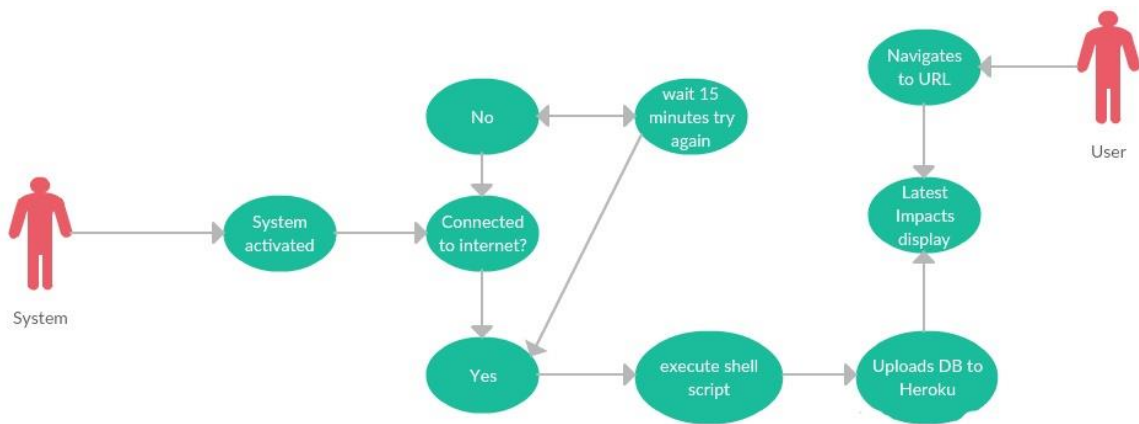 System
System
activated
No
Connected
to internet?
Yes
wait 15
minutes try
again
execute shell
script
Uploads DB to
Heroku
Navigates
to URL
Latest
Impacts
display
User